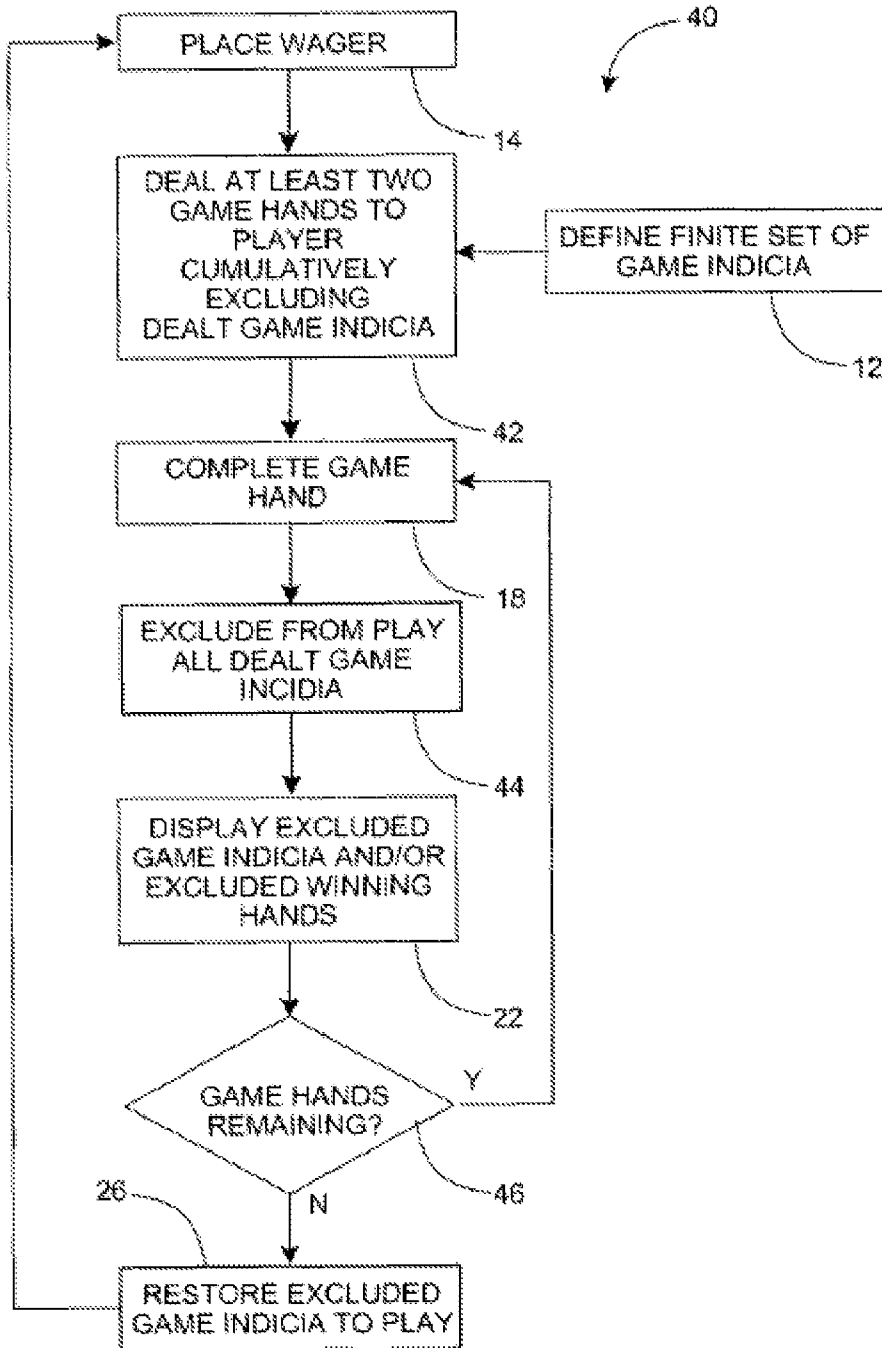 40
PLACE WAGER
14
DEAL AT LEAST TWO
GAME HANDS TO
PLAYER
CUMULATIVELY
EXCLUDING
DEALT GAME INDICIA
DEFINE FINITE SET OF
GAME INDICIA
12
42
COMPLETE GAME
HAND
18
EXCLUDE FROM PLAY
ALL DEALT GAME
INCIDIA
44
DISPLAY EXCLUDED
GAME INDICIA AND/OR
EXCLUDED WINNING
HANDS
22
GAME HANDS
REMAINING?
Y
46
N
26
RESTORE EXCLUDED
GAME INDICIA TO PLAY